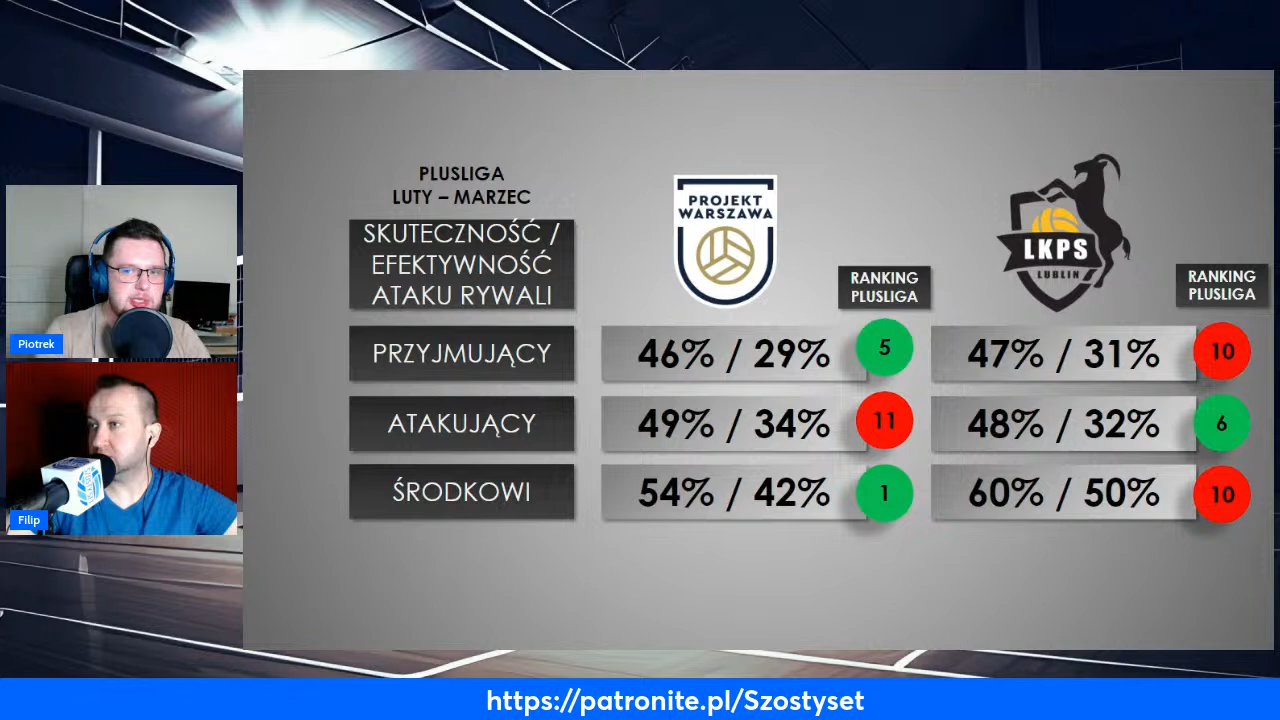 PLUSLIGA
LUTY – MARZEC
SKUTECZNOŚĆ /
EFEKTYWNOŚĆ
ATAKU RYWALI
PROJEKT
WARSZAWA
RANKING
PLUSLIGA
LKPS
LUBLIN
RANKING
PLUSLIGA
PRZYJMUJĄCY 46% / 29% 5 47% / 31% 10
ATAKUJĄCY 49% / 34% 11 48% / 32% 6
ŚRODKOWI 54% / 42% 1 60% / 50% 10
Piotrek
Filip
https://patronite.pl/Szostyset